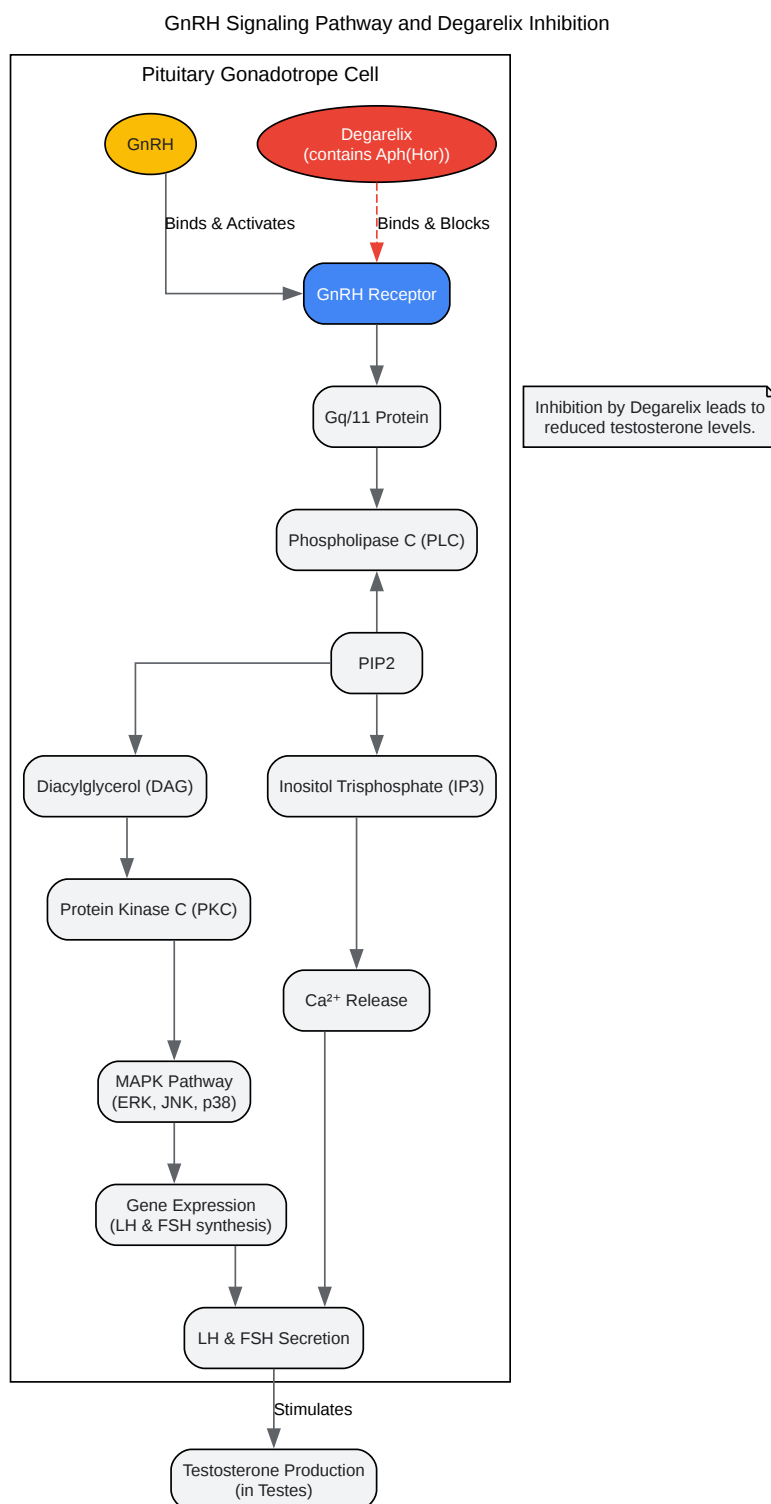 GnRH Signaling Pathway and Degarelix Inhibition
Pituitary Gonadotrope Cell
GnRH
Degarelix
(contains Aph(Hor))
Binds & Activates
Binds & Blocks
GnRH Receptor
Gq/11 Protein
Inhibition by Degarelix leads to
reduced testosterone levels.
Phospholipase C (PLC)
PIP2
Diacylglycerol (DAG)
Inositol Trisphosphate (IP3)
Protein Kinase C (PKC)
Ca²⁺ Release
MAPK Pathway
(ERK, JNK, p38)
Gene Expression
(LH & FSH synthesis)
LH & FSH Secretion
Stimulates
Testosterone Production
(in Testes)